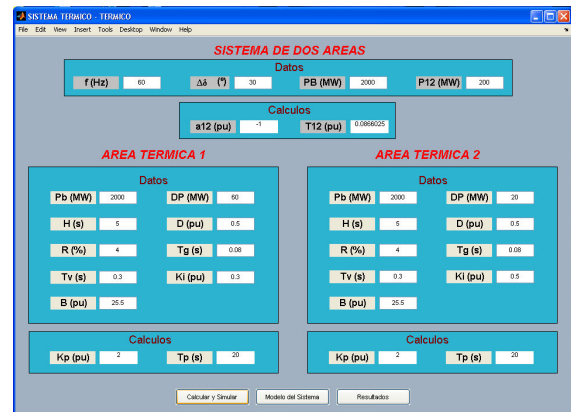 SISTEMA TERMICO - TERMICO
File Edit View Insert Tools Desktop Window Help
SISTEMA DE DOS AREAS
Datos
f (Hz) 60 Δδ (º) 30 PB (MW) 2000 P12 (MW) 200
Calculos
a12 (pu) -1 T12 (pu) 0.0866025
AREA TERMICA 1
Datos
Pb (MW) 2000 DP (MW) 60
H (s) 5 D (pu) 0.5
R (%) 4 Tg (s) 0.08
Tv (s) 0.3 Ki (pu) 0.3
B (pu) 25.5
Calculos
Kp (pu) 2 Tp (s) 20
AREA TERMICA 2
Datos
Pb (MW) 2000 DP (MW) 20
H (s) 5 D (pu) 0.5
R (%) 4 Tg (s) 0.08
Tv (s) 0.3 Ki (pu) 0.5
B (pu) 25.5
Calculos
Kp (pu) 2 Tp (s) 20
Calcular y Simular Modelo del Sistema Resultados